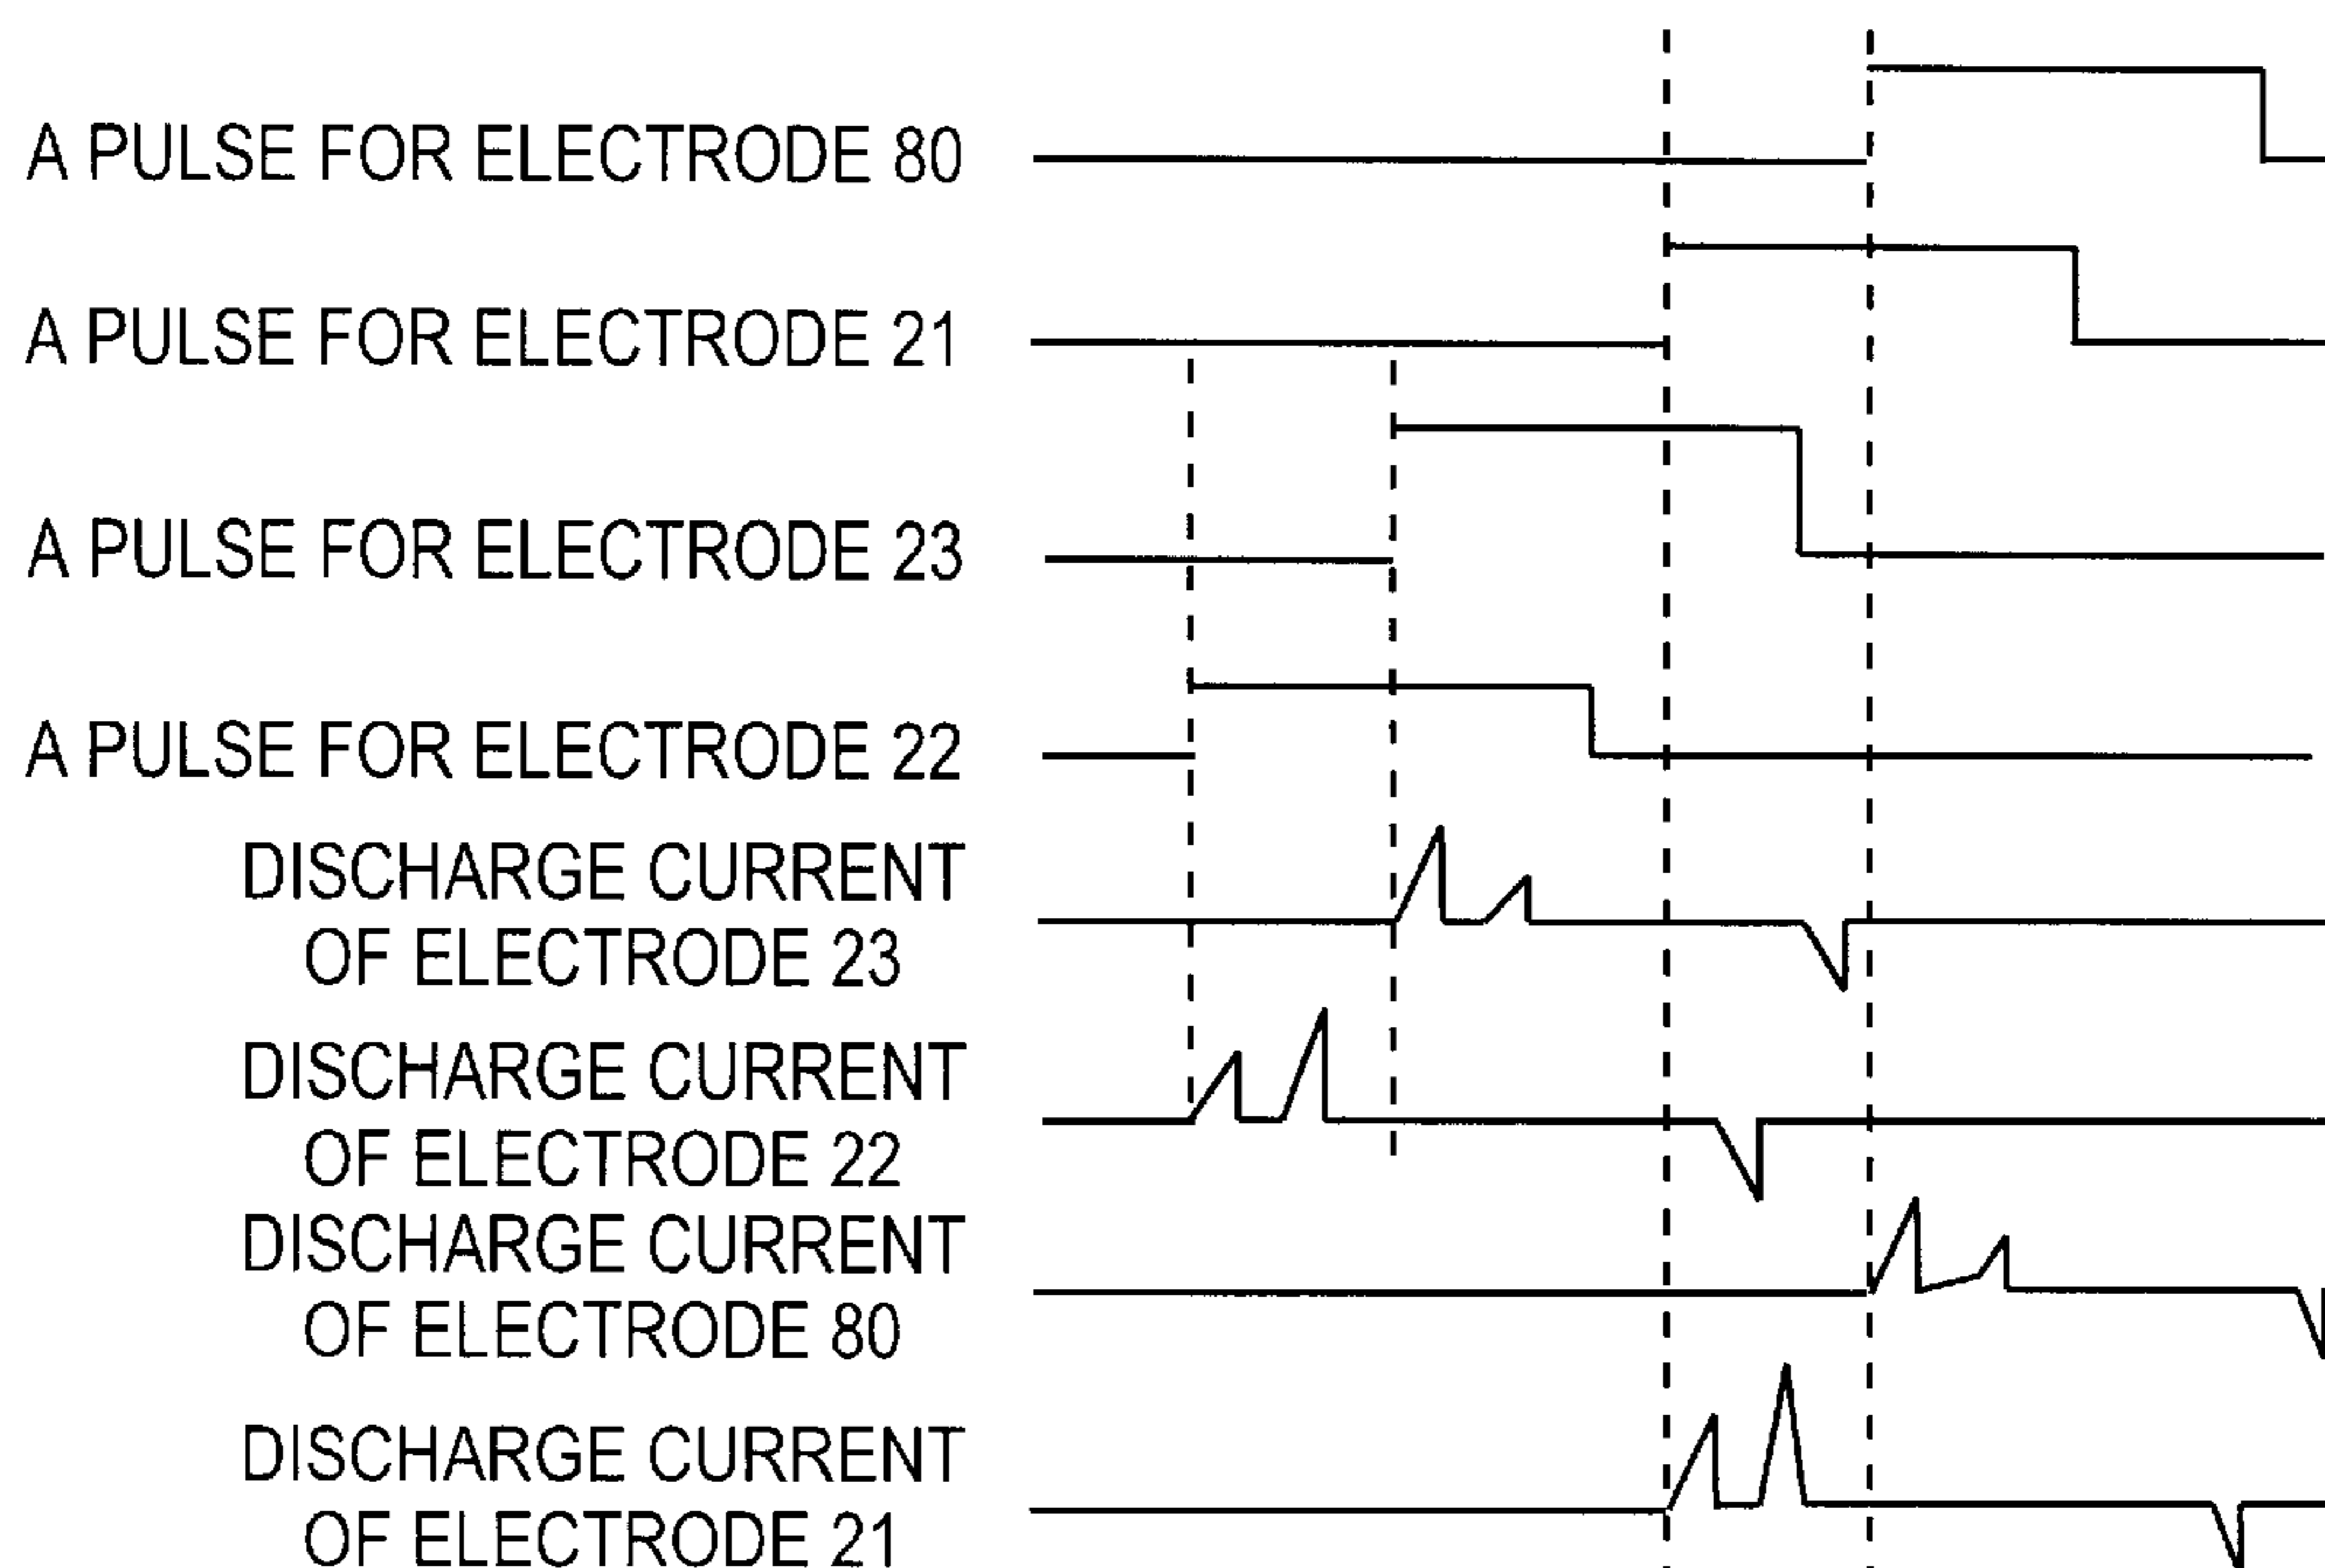 A PULSE FOR ELECTRODE 80
A PULSE FOR ELECTRODE 21
A PULSE FOR ELECTRODE 23
A PULSE FOR ELECTRODE 22
DISCHARGE CURRENT
OF ELECTRODE 23
DISCHARGE CURRENT
OF ELECTRODE 22
DISCHARGE CURRENT
OF ELECTRODE 80
DISCHARGE CURRENT
OF ELECTRODE 21